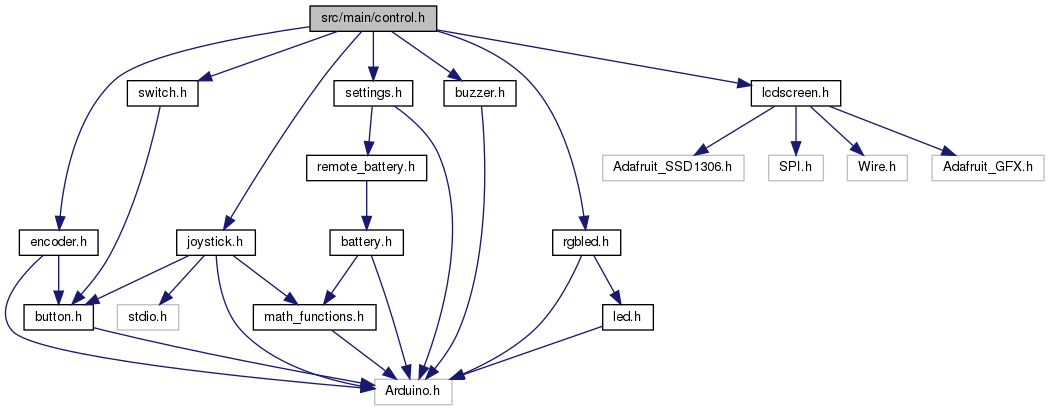 src/main/control.h
switch.h
settings.h
buzzer.h
lcdscreen.h
remote_battery.h
Adafruit_SSD1306.h
SPI.h
Wire.h
Adafruit_GFX.h
encoder.h
joystick.h
battery.h
rgbled.h
button.h
stdio.h
math_functions.h
led.h
Arduino.h